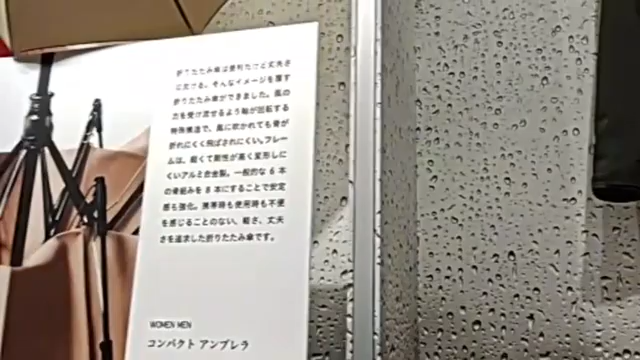 折りたたみ傘は便利だけど丈夫さ
に欠ける。そんなイメージを覆す
折りたたみ傘ができました。風の
力を受け流せるよう軸が回転する
特殊構造で、風に吹かれても骨が
折れにくく飛ばされにくい。フレー
ムは、軽くて剛性が高く変形しに
くいアルミ合金製。一般的な 6 本
の骨組みを 8 本にすることで安定
感も強化。携帯時も使用時も不便
を感じることのない、軽さ、丈夫
さを追求した折りたたみ傘です。
WOMEN MEN
コンパクト アンブレラ